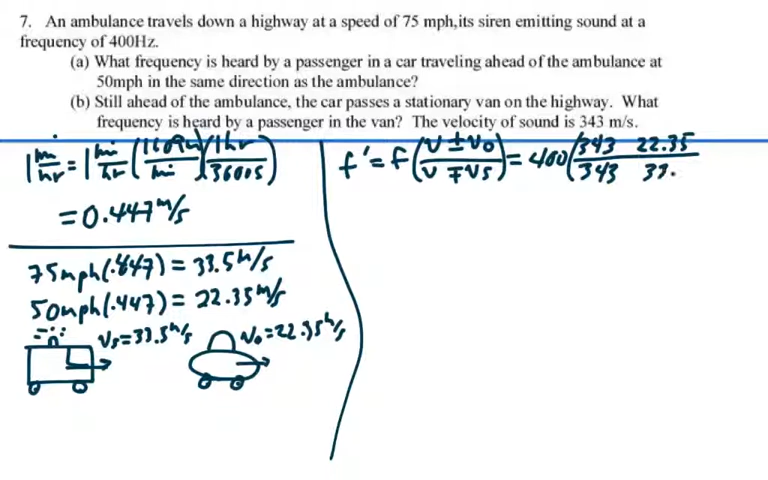 7. An ambulance travels down a highway at a speed of 75 mph,its siren emitting sound at a
frequency of 400Hz.
(a) What frequency is heard by a passenger in a car traveling ahead of the ambulance at
50mph in the same direction as the ambulance?
(b) Still ahead of the ambulance, the car passes a stationary van on the highway. What
frequency is heard by a passenger in the van? The velocity of sound is 343 m/s.
1 mi/hr = 1 mi/hr (1609m/mi)(1hr/3600s)
= 0.447 m/s
75mph(.447) = 33.5 m/s
50mph(.447) = 22.35 m/s
Vs=33.5 m/s
Vo=22.35 m/s
f' = f(V ± Vo / V ∓ Vs) = 400(343 22.35 / 343 33.